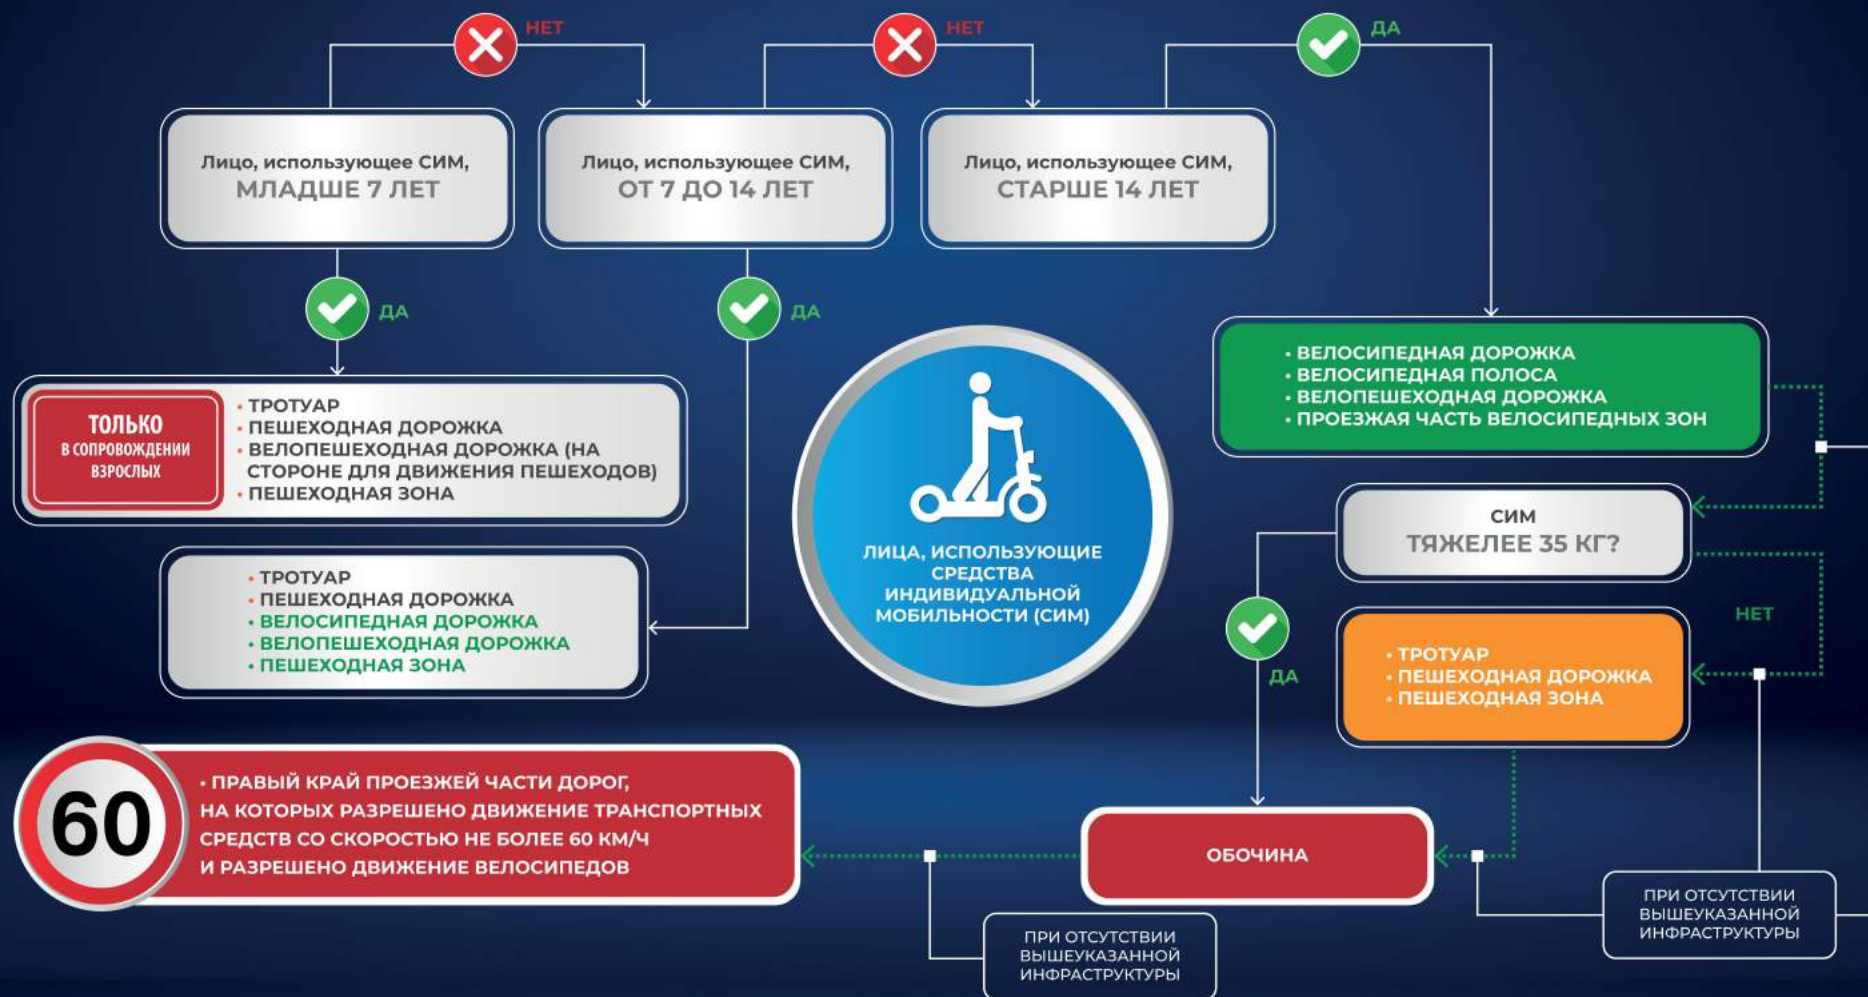 НЕТ
НЕТ
ДА
Лицо, использующее СИМ,
МЛАДШЕ 7 ЛЕТ
Лицо, использующее СИМ,
ОТ 7 ДО 14 ЛЕТ
Лицо, использующее СИМ,
СТАРШЕ 14 ЛЕТ
ДА
ДА
ТОЛЬКО
В СОПРОВОЖДЕНИИ
ВЗРОСЛЫХ
• ТРОТУАР
• ПЕШЕХОДНАЯ ДОРОЖКА
• ВЕЛОПЕШЕХОДНАЯ ДОРОЖКА (НА
СТОРОНЕ ДЛЯ ДВИЖЕНИЯ ПЕШЕХОДОВ)
• ПЕШЕХОДНАЯ ЗОНА
• ТРОТУАР
• ПЕШЕХОДНАЯ ДОРОЖКА
• ВЕЛОСИПЕДНАЯ ДОРОЖКА
• ВЕЛОПЕШЕХОДНАЯ ДОРОЖКА
• ПЕШЕХОДНАЯ ЗОНА
ЛИЦА, ИСПОЛЬЗУЮЩИЕ
СРЕДСТВА
ИНДИВИДУАЛЬНОЙ
МОБИЛЬНОСТИ (СИМ)
• ВЕЛОСИПЕДНАЯ ДОРОЖКА
• ВЕЛОСИПЕДНАЯ ПОЛОСА
• ВЕЛОПЕШЕХОДНАЯ ДОРОЖКА
• ПРОЕЗЖАЯ ЧАСТЬ ВЕЛОСИПЕДНЫХ ЗОН
СИМ
ТЯЖЕЛЕЕ 35 КГ?
НЕТ
ДА
• ТРОТУАР
• ПЕШЕХОДНАЯ ДОРОЖКА
• ПЕШЕХОДНАЯ ЗОНА
60
• ПРАВЫЙ КРАЙ ПРОЕЗЖЕЙ ЧАСТИ ДОРОГ,
НА КОТОРЫХ РАЗРЕШЕНО ДВИЖЕНИЕ ТРАНСПОРТНЫХ
СРЕДСТВ СО СКОРОСТЬЮ НЕ БОЛЕЕ 60 КМ/Ч
И РАЗРЕШЕНО ДВИЖЕНИЕ ВЕЛОСИПЕДОВ
ОБОЧИНА
ПРИ ОТСУТСТВИИ
ВЫШЕУКАЗАННОЙ
ИНФРАСТРУКТУРЫ
ПРИ ОТСУТСТВИИ
ВЫШЕУКАЗАННОЙ
ИНФРАСТРУКТУРЫ